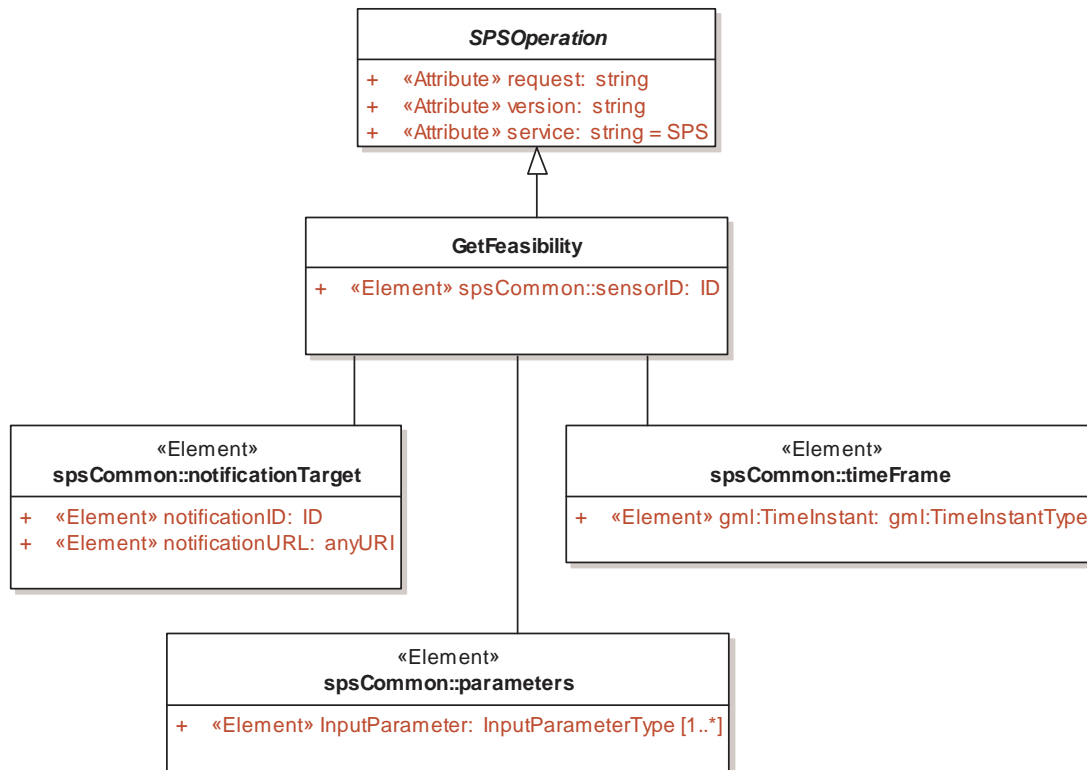 SPSOperation
+ «Attribute» request: string
+ «Attribute» version: string
+ «Attribute» service: string = SPS
GetFeasibility
+ «Element» spsCommon::sensorID: ID
«Element»
spsCommon::notificationTarget
+ «Element» notificationID: ID
+ «Element» notificationURL: anyURI
«Element»
spsCommon::timeFrame
+ «Element» gml:TimeInstant: gml:TimeInstantType
«Element»
spsCommon::parameters
+ «Element» InputParameter: InputParameterType [1..*]